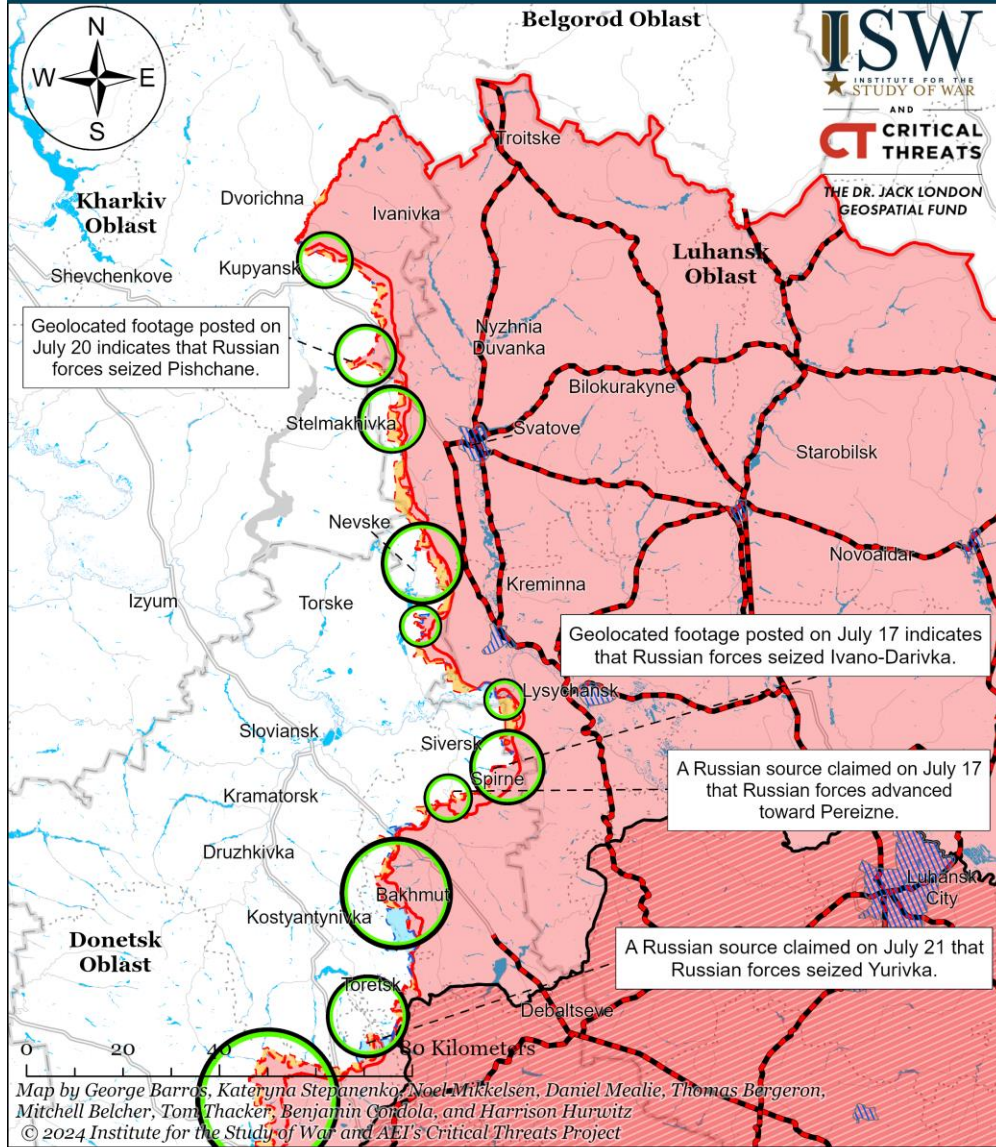 Belgorod Oblast
N
W E
S
ISW
INSTITUTE FOR THE
STUDY OF WAR
AND
CT CRITICAL
THREATS
THE DR. JACK LONDON
GEOSPATIAL FUND
Troitske
Dvorichna
Kharkiv
Oblast
Ivanivka
Luhansk
Oblast
Shevchenkove
Kupyansk
Geolocated footage posted on
July 20 indicates that Russian
forces seized Pishchane.
Nyzhnia
Duvanka
Bilokurakyne
Stelmakhivka
Svatove
Starobilsk
Nevske
Novoaidar
Kreminna
Izyum
Torske
Geolocated footage posted on July 17 indicates
that Russian forces seized Ivano-Darivka.
Lysychansk
Sloviansk
Siversk
Spirne
A Russian source claimed on July 17
that Russian forces advanced
toward Pereizne.
Kramatorsk
Druzhkivka
Luhansk
City
Bakhmut
Kostyantynivka
Donetsk
Oblast
A Russian source claimed on July 21 that
Russian forces seized Yurivka.
Toretsk
Debaltseve
0 20 40 80 Kilometers
Map by George Barros, Kateryna Stepanenko, Noel Mikkelsen, Daniel Mealie, Thomas Bergeron,
Mitchell Belcher, Tom Thacker, Benjamin Cordola, and Harrison Hurwitz
© 2024 Institute for the Study of War and AEI's Critical Threats Project